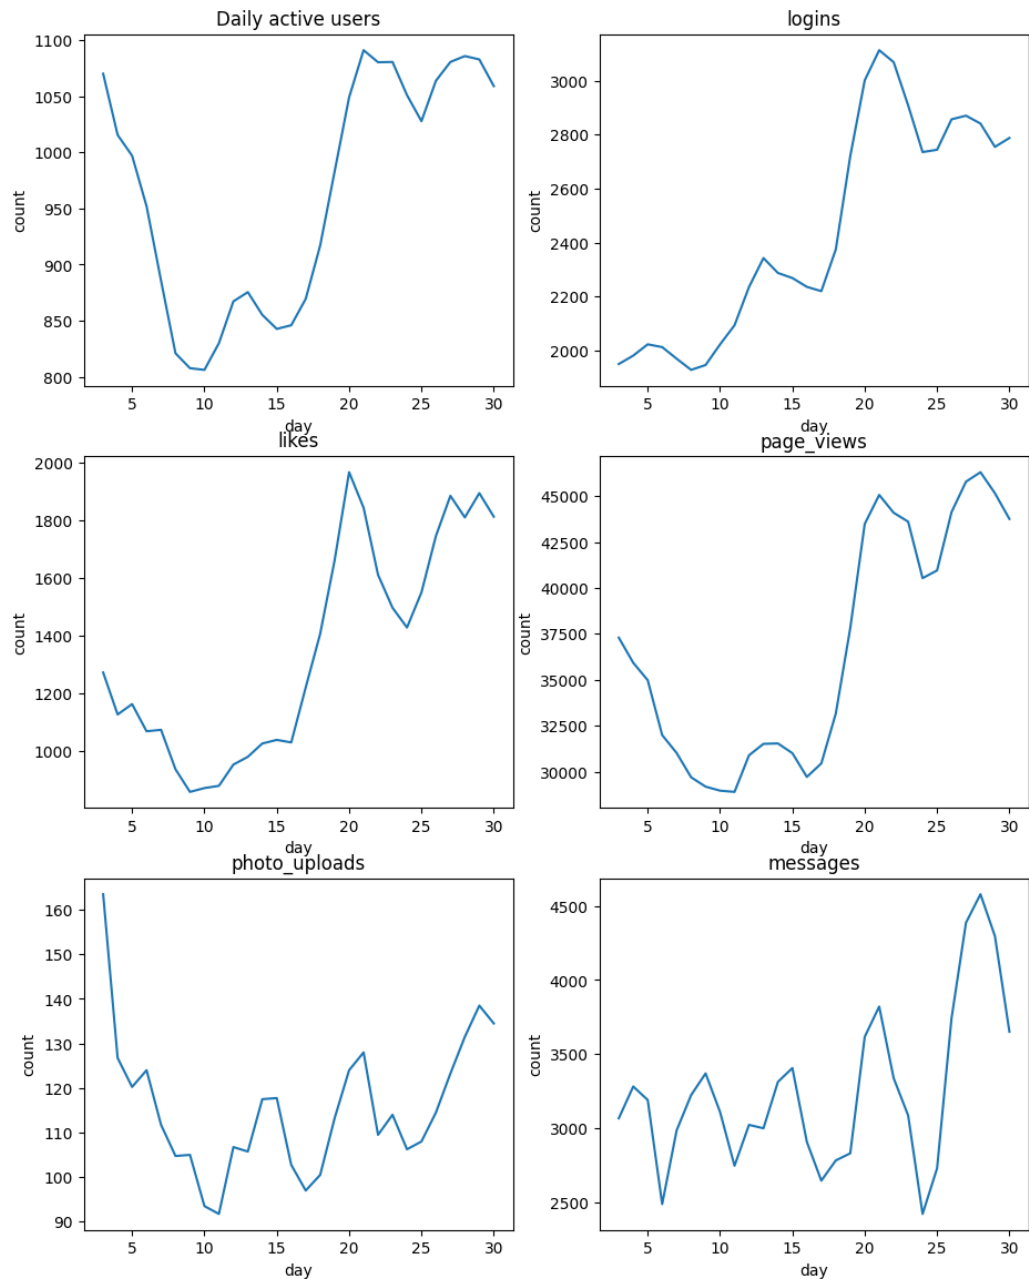 Daily active users
1100
1050
1000
950
900
850
800
count
5 10 15 20 25 30
day
logins
3000
2800
2600
2400
2200
2000
count
5 10 15 20 25 30
day
likes
2000
1800
1600
1400
1200
1000
count
5 10 15 20 25 30
day
page_views
45000
42500
40000
37500
35000
32500
30000
count
5 10 15 20 25 30
day
photo_uploads
160
150
140
130
120
110
100
90
count
5 10 15 20 25 30
day
messages
4500
4000
3500
3000
2500
count
5 10 15 20 25 30
day